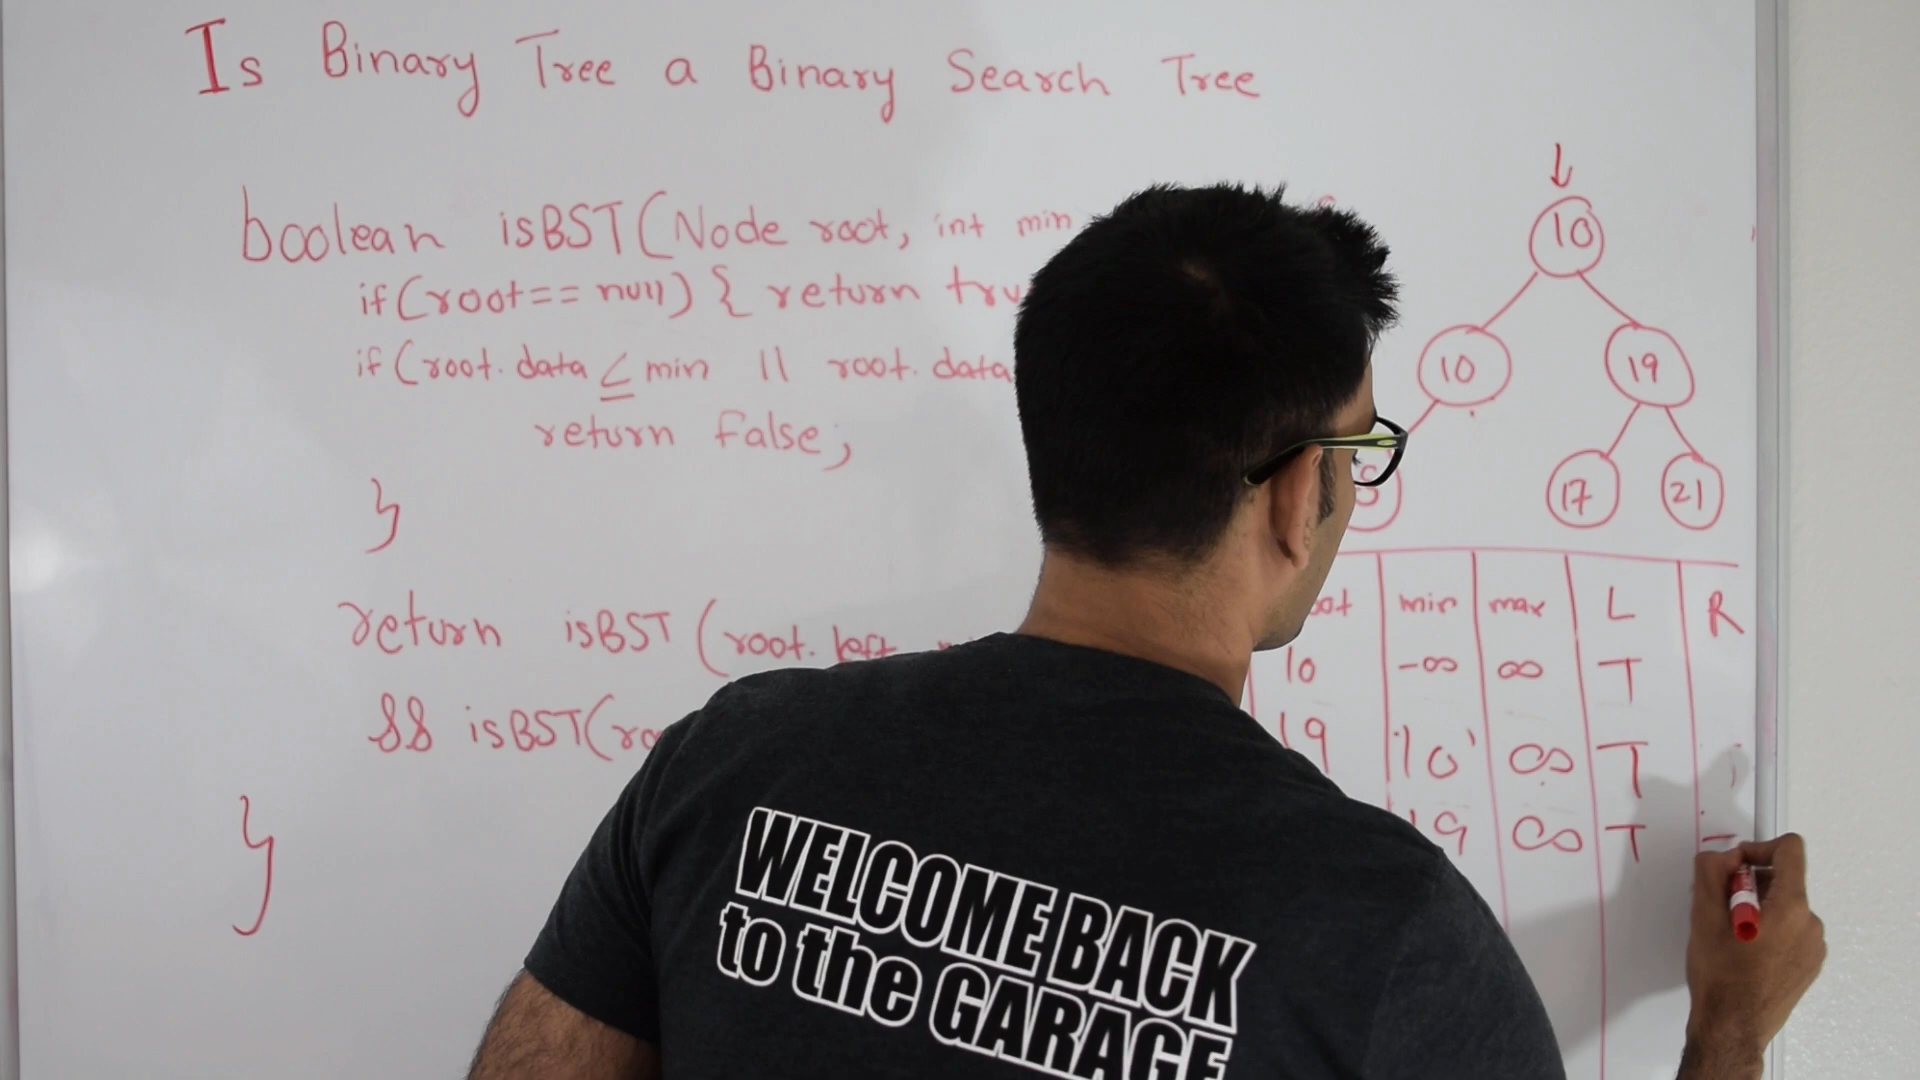 Is Binary Tree a Binary Search Tree
boolean isBST(Node root, int min
if(root== null) { return tru
if(root. data ≤ min || root. data
return false;
}
return isBST (root. left
&& isBST(ro
}
10
10 19
17 21
oot min max L R
10 -∞ ∞ T
19 10 ∞ T
19 ∞ T
WELCOME BACK
to the GARAGE